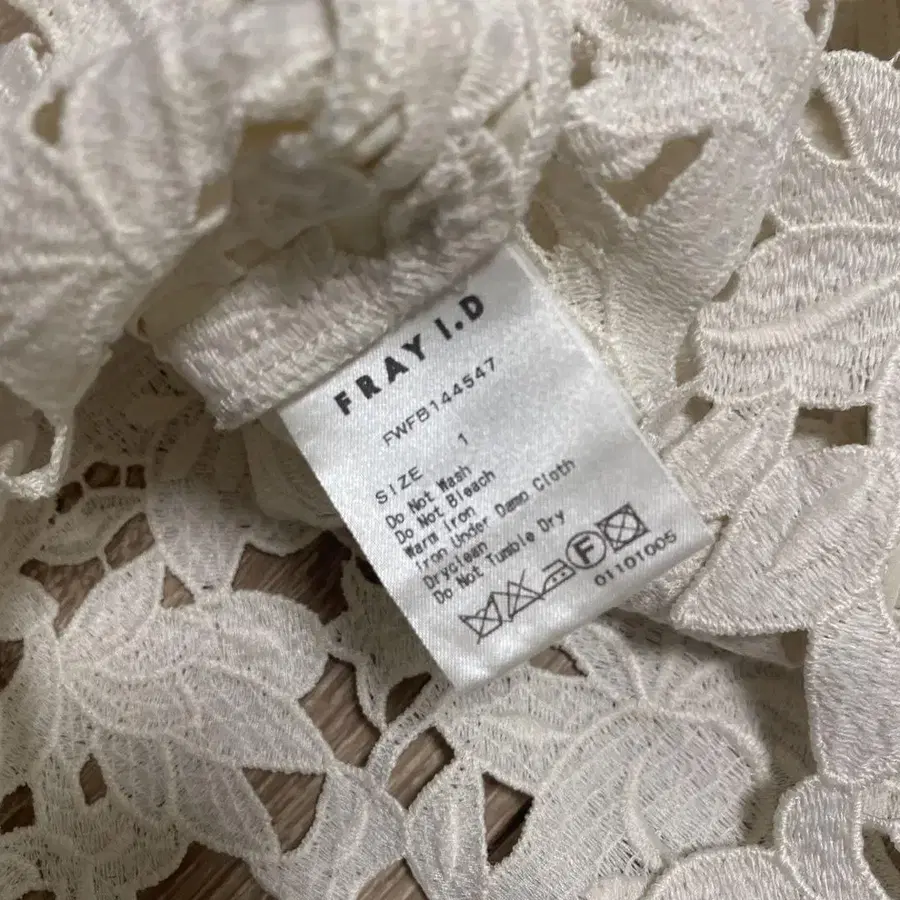 FRAY I.D
FWFB144547
SIZE 1
Do Not Wash
Do Not Bleach
Warm Iron
Iron Under Damp Cloth
Dryclean
Do Not Tumble Dry
F
01101005